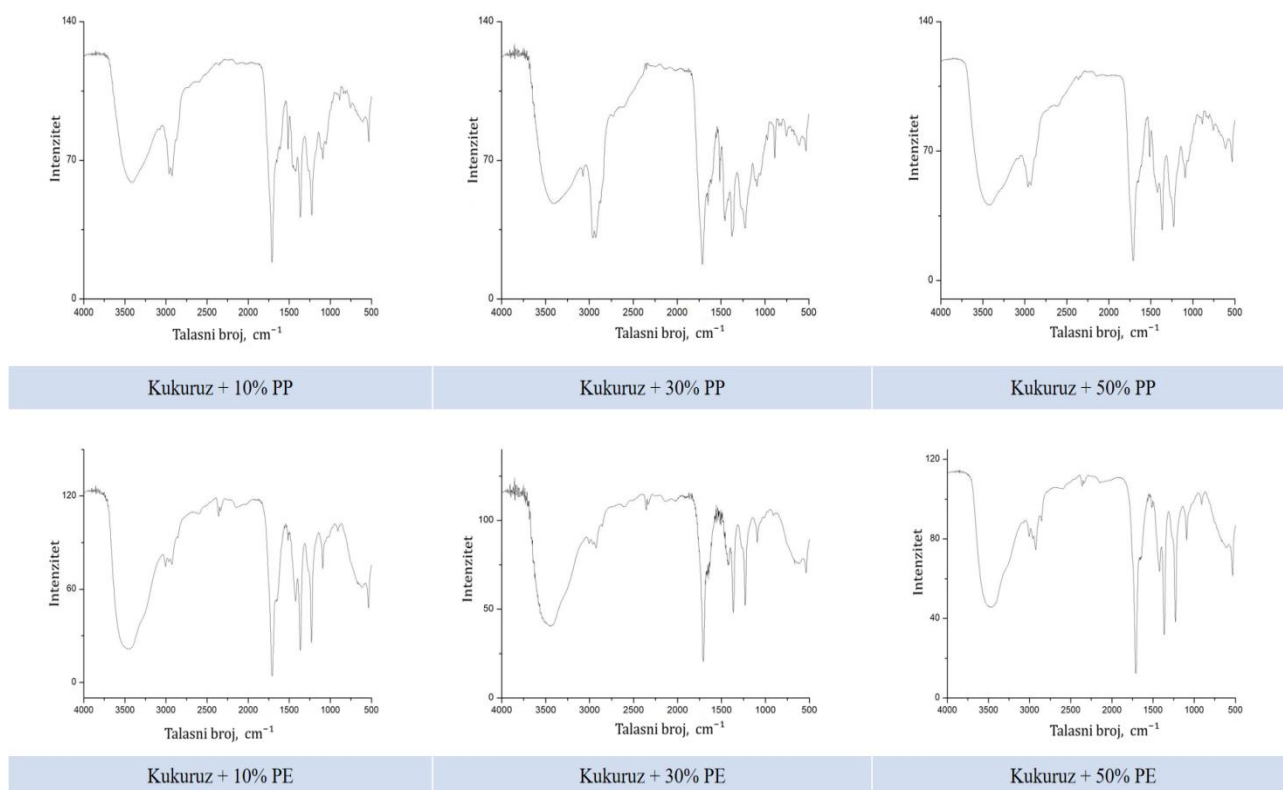 140
70
0
Intenzitet
4000 3500 3000 2500 2000 1500 1000 500
Talasni broj, cm⁻¹
140
70
0
Intenzitet
4000 3500 3000 2500 2000 1500 1000 500
Talasni broj, cm⁻¹
140
70
0
Intenzitet
4000 3500 3000 2500 2000 1500 1000 500
Talasni broj, cm⁻¹
Kukuruz + 10% PP
Kukuruz + 30% PP
Kukuruz + 50% PP
120
60
0
Intenzitet
4000 3500 3000 2500 2000 1500 1000 500
Talasni broj, cm⁻¹
100
50
0
Intenzitet
4000 3500 3000 2500 2000 1500 1000 500
Talasni broj, cm⁻¹
120
80
40
0
Intenzitet
4000 3500 3000 2500 2000 1500 1000 500
Talasni broj, cm⁻¹
Kukuruz + 10% PE
Kukuruz + 30% PE
Kukuruz + 50% PE